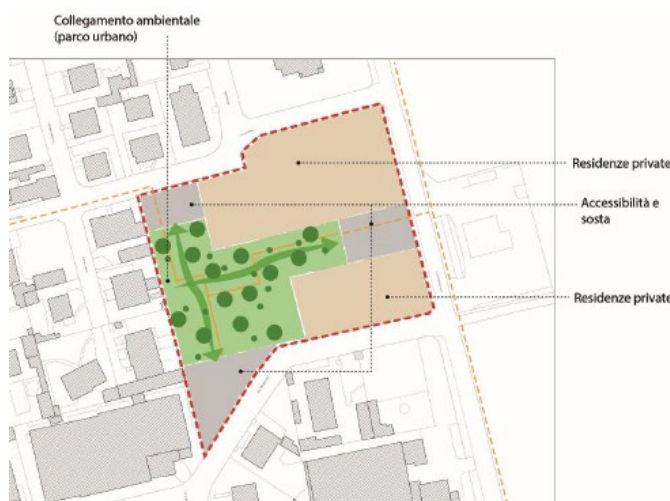 Collegamento ambientale
(parco urbano)
Residenze private
Accessibilità e
sosta
Residenze private